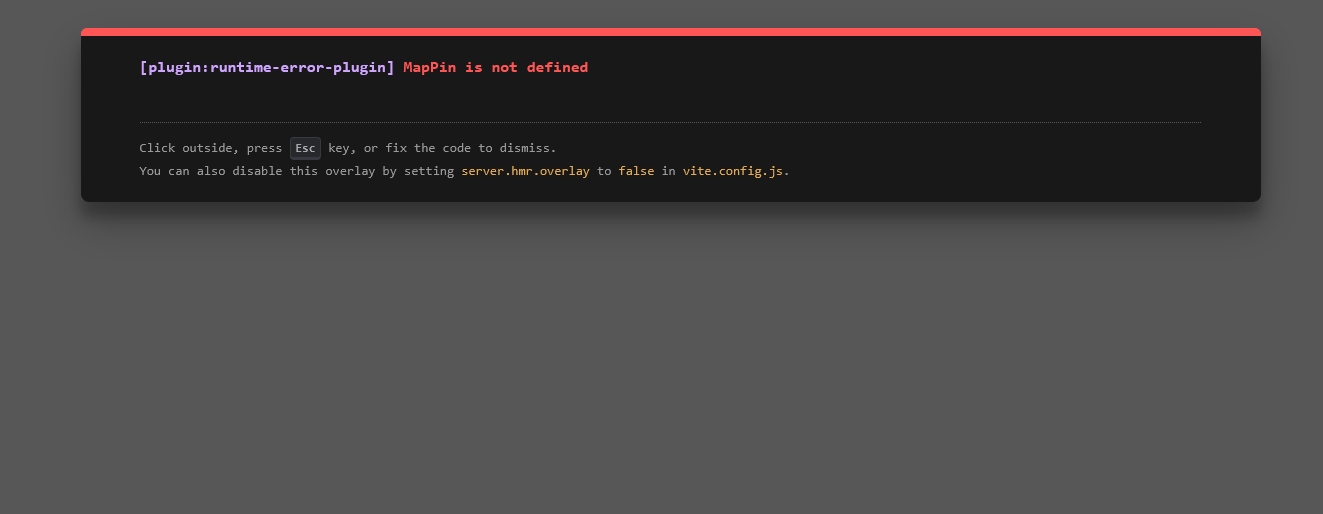 [plugin:runtime-error-plugin] MapPin is not defined
Click outside, press Esc key, or fix the code to dismiss.
You can also disable this overlay by setting server.hmr.overlay to false in vite.config.js.